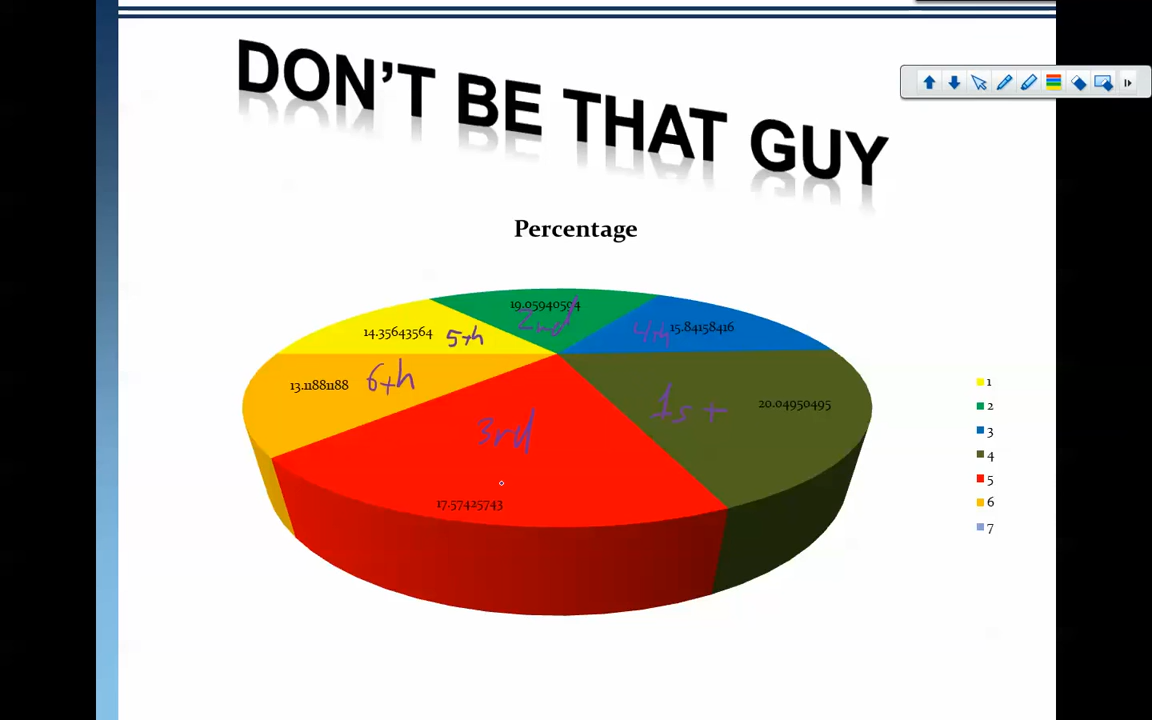 DON'T BE THAT GUY
Percentage
19.05940594
2nd
14.35643564
5th
4th
15.84158416
13.11881188
6th
1st
20.04950495
3rd
17.57425743
1
2
3
4
5
6
7